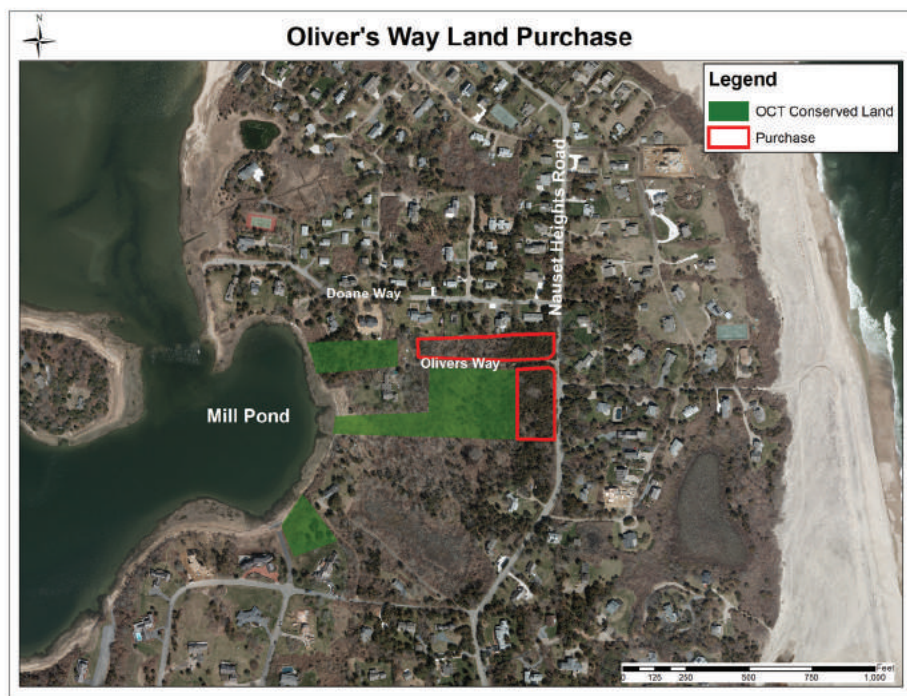 N
Oliver's Way Land Purchase
Legend
OCT Conserved Land
Purchase
Nauset Heights Road
Doane Way
Olivers Way
Mill Pond
Feet
0 125 250 500 750 1,000